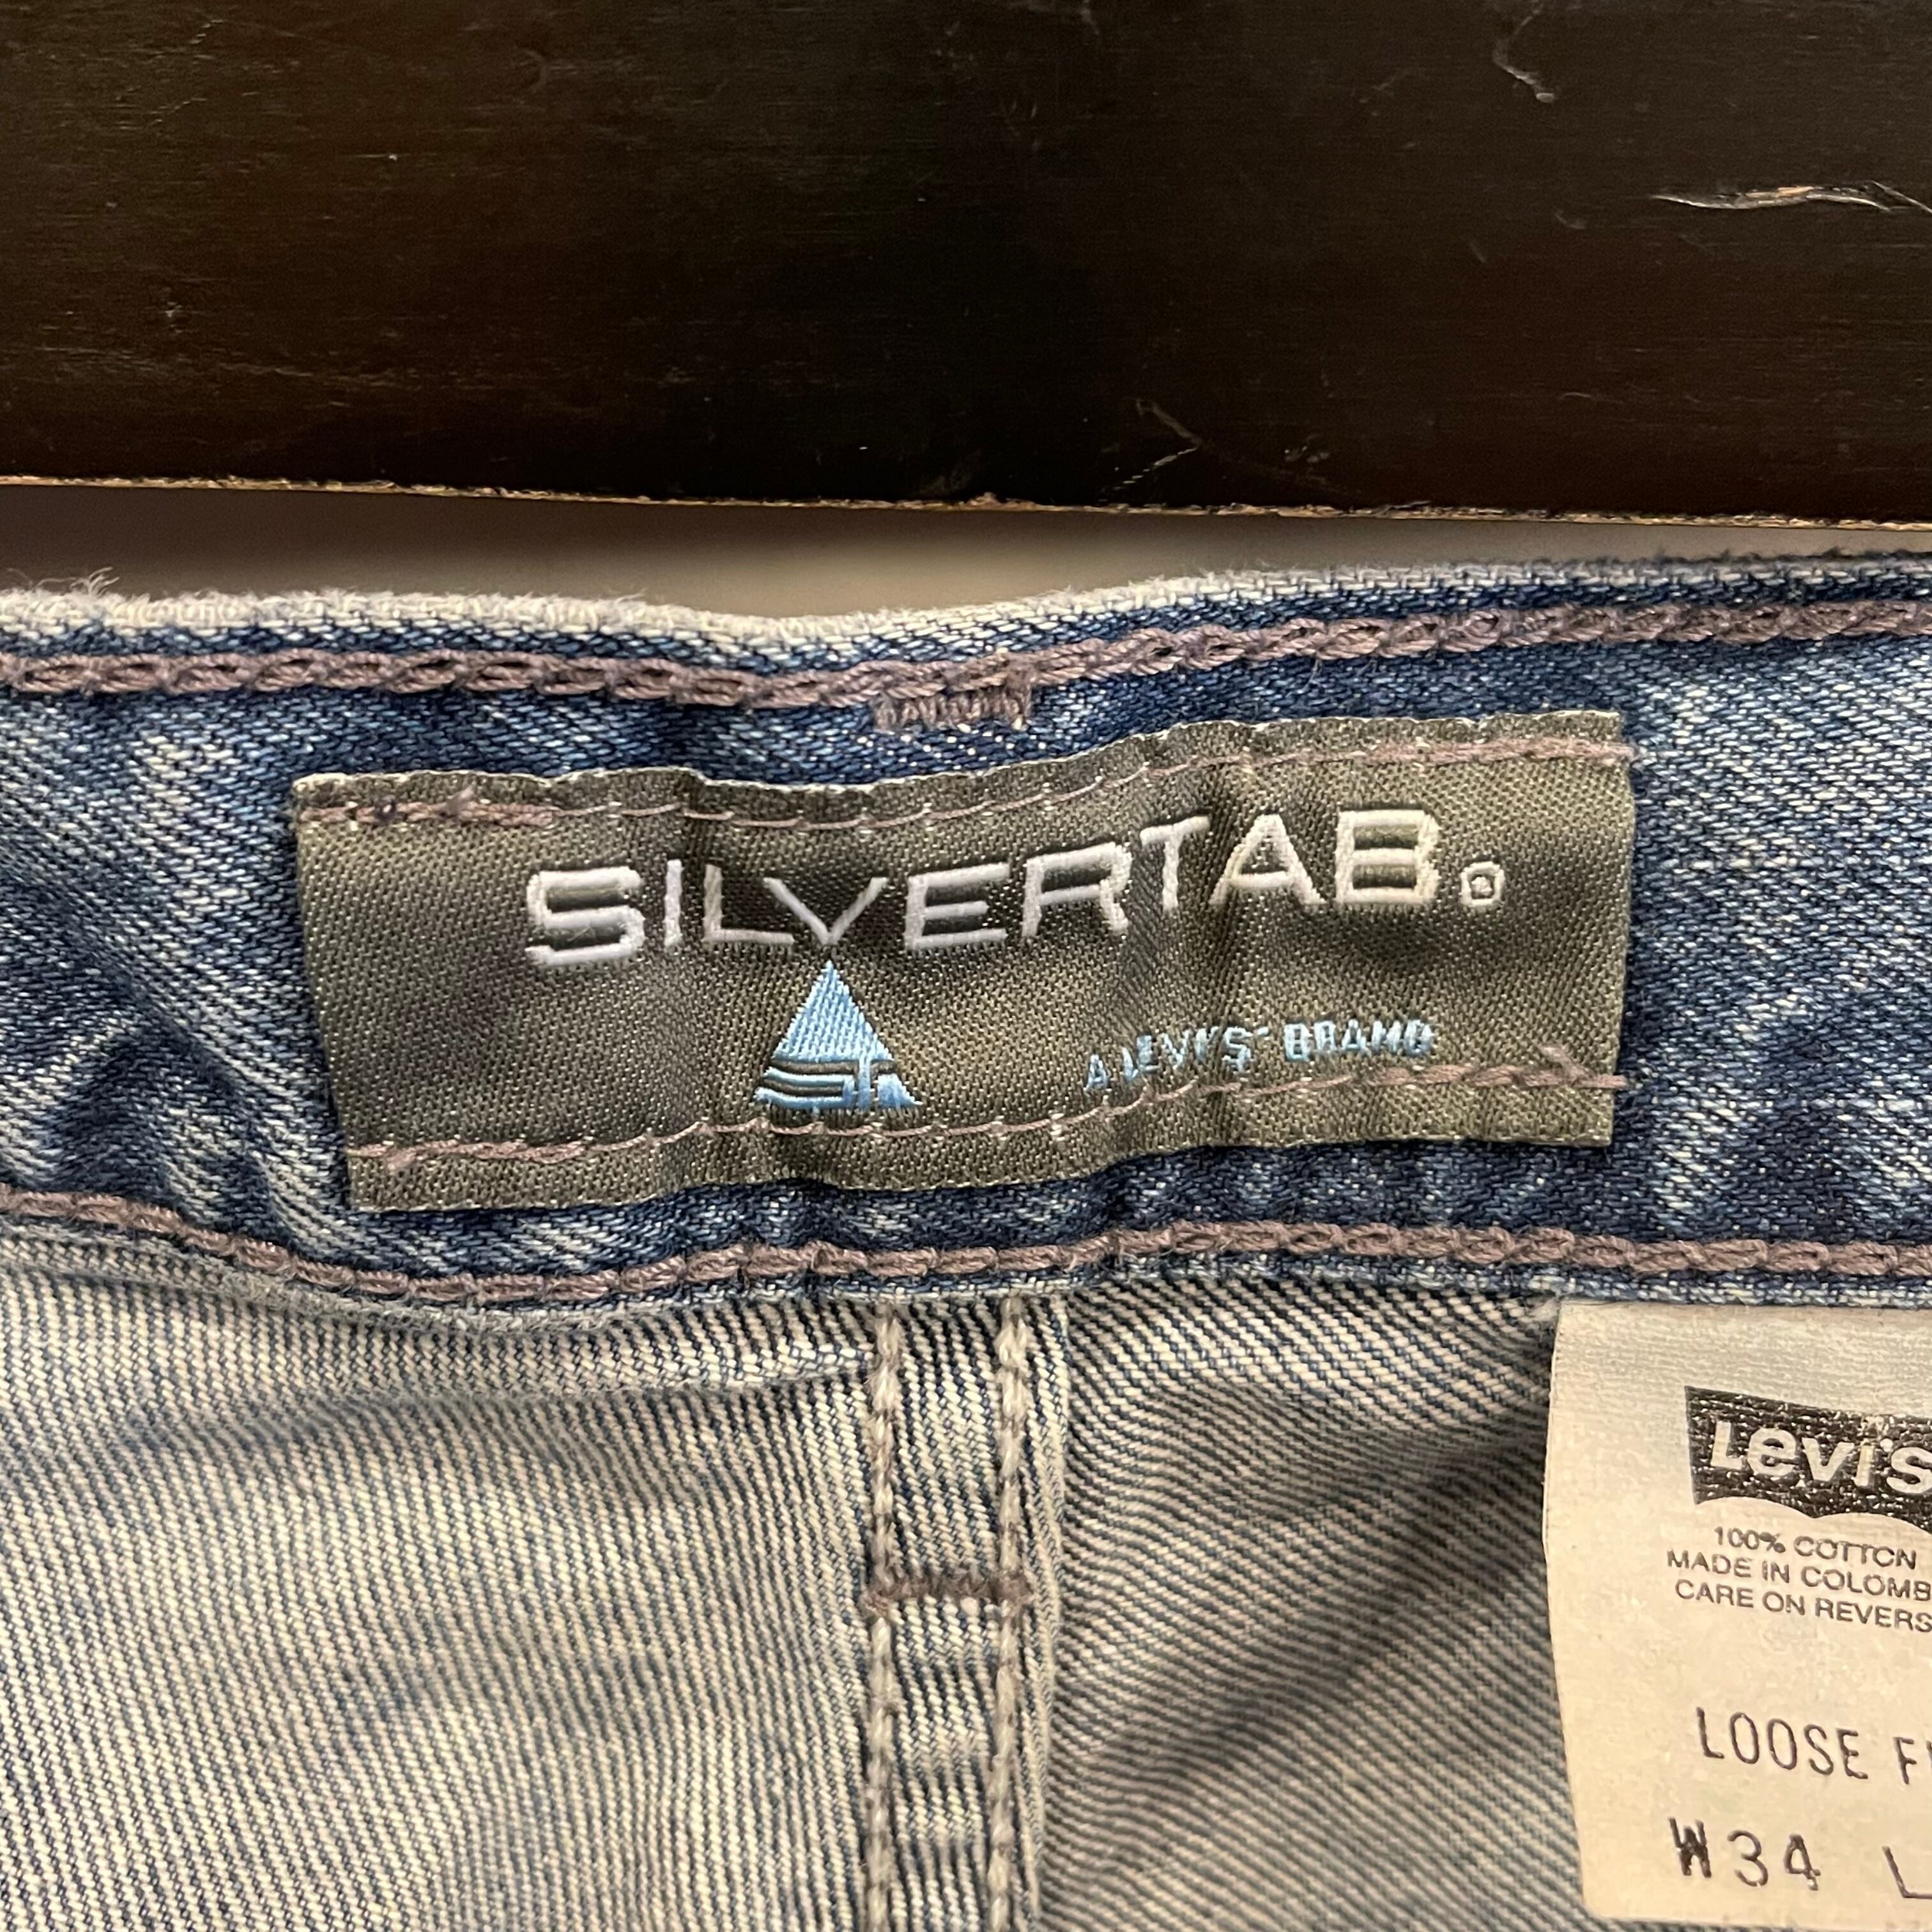 SILVERTAB®
A LEVI'S® BRAND
Levi's
100% COTTON
MADE IN COLOMB
CARE ON REVERS
LOOSE F
W34 L